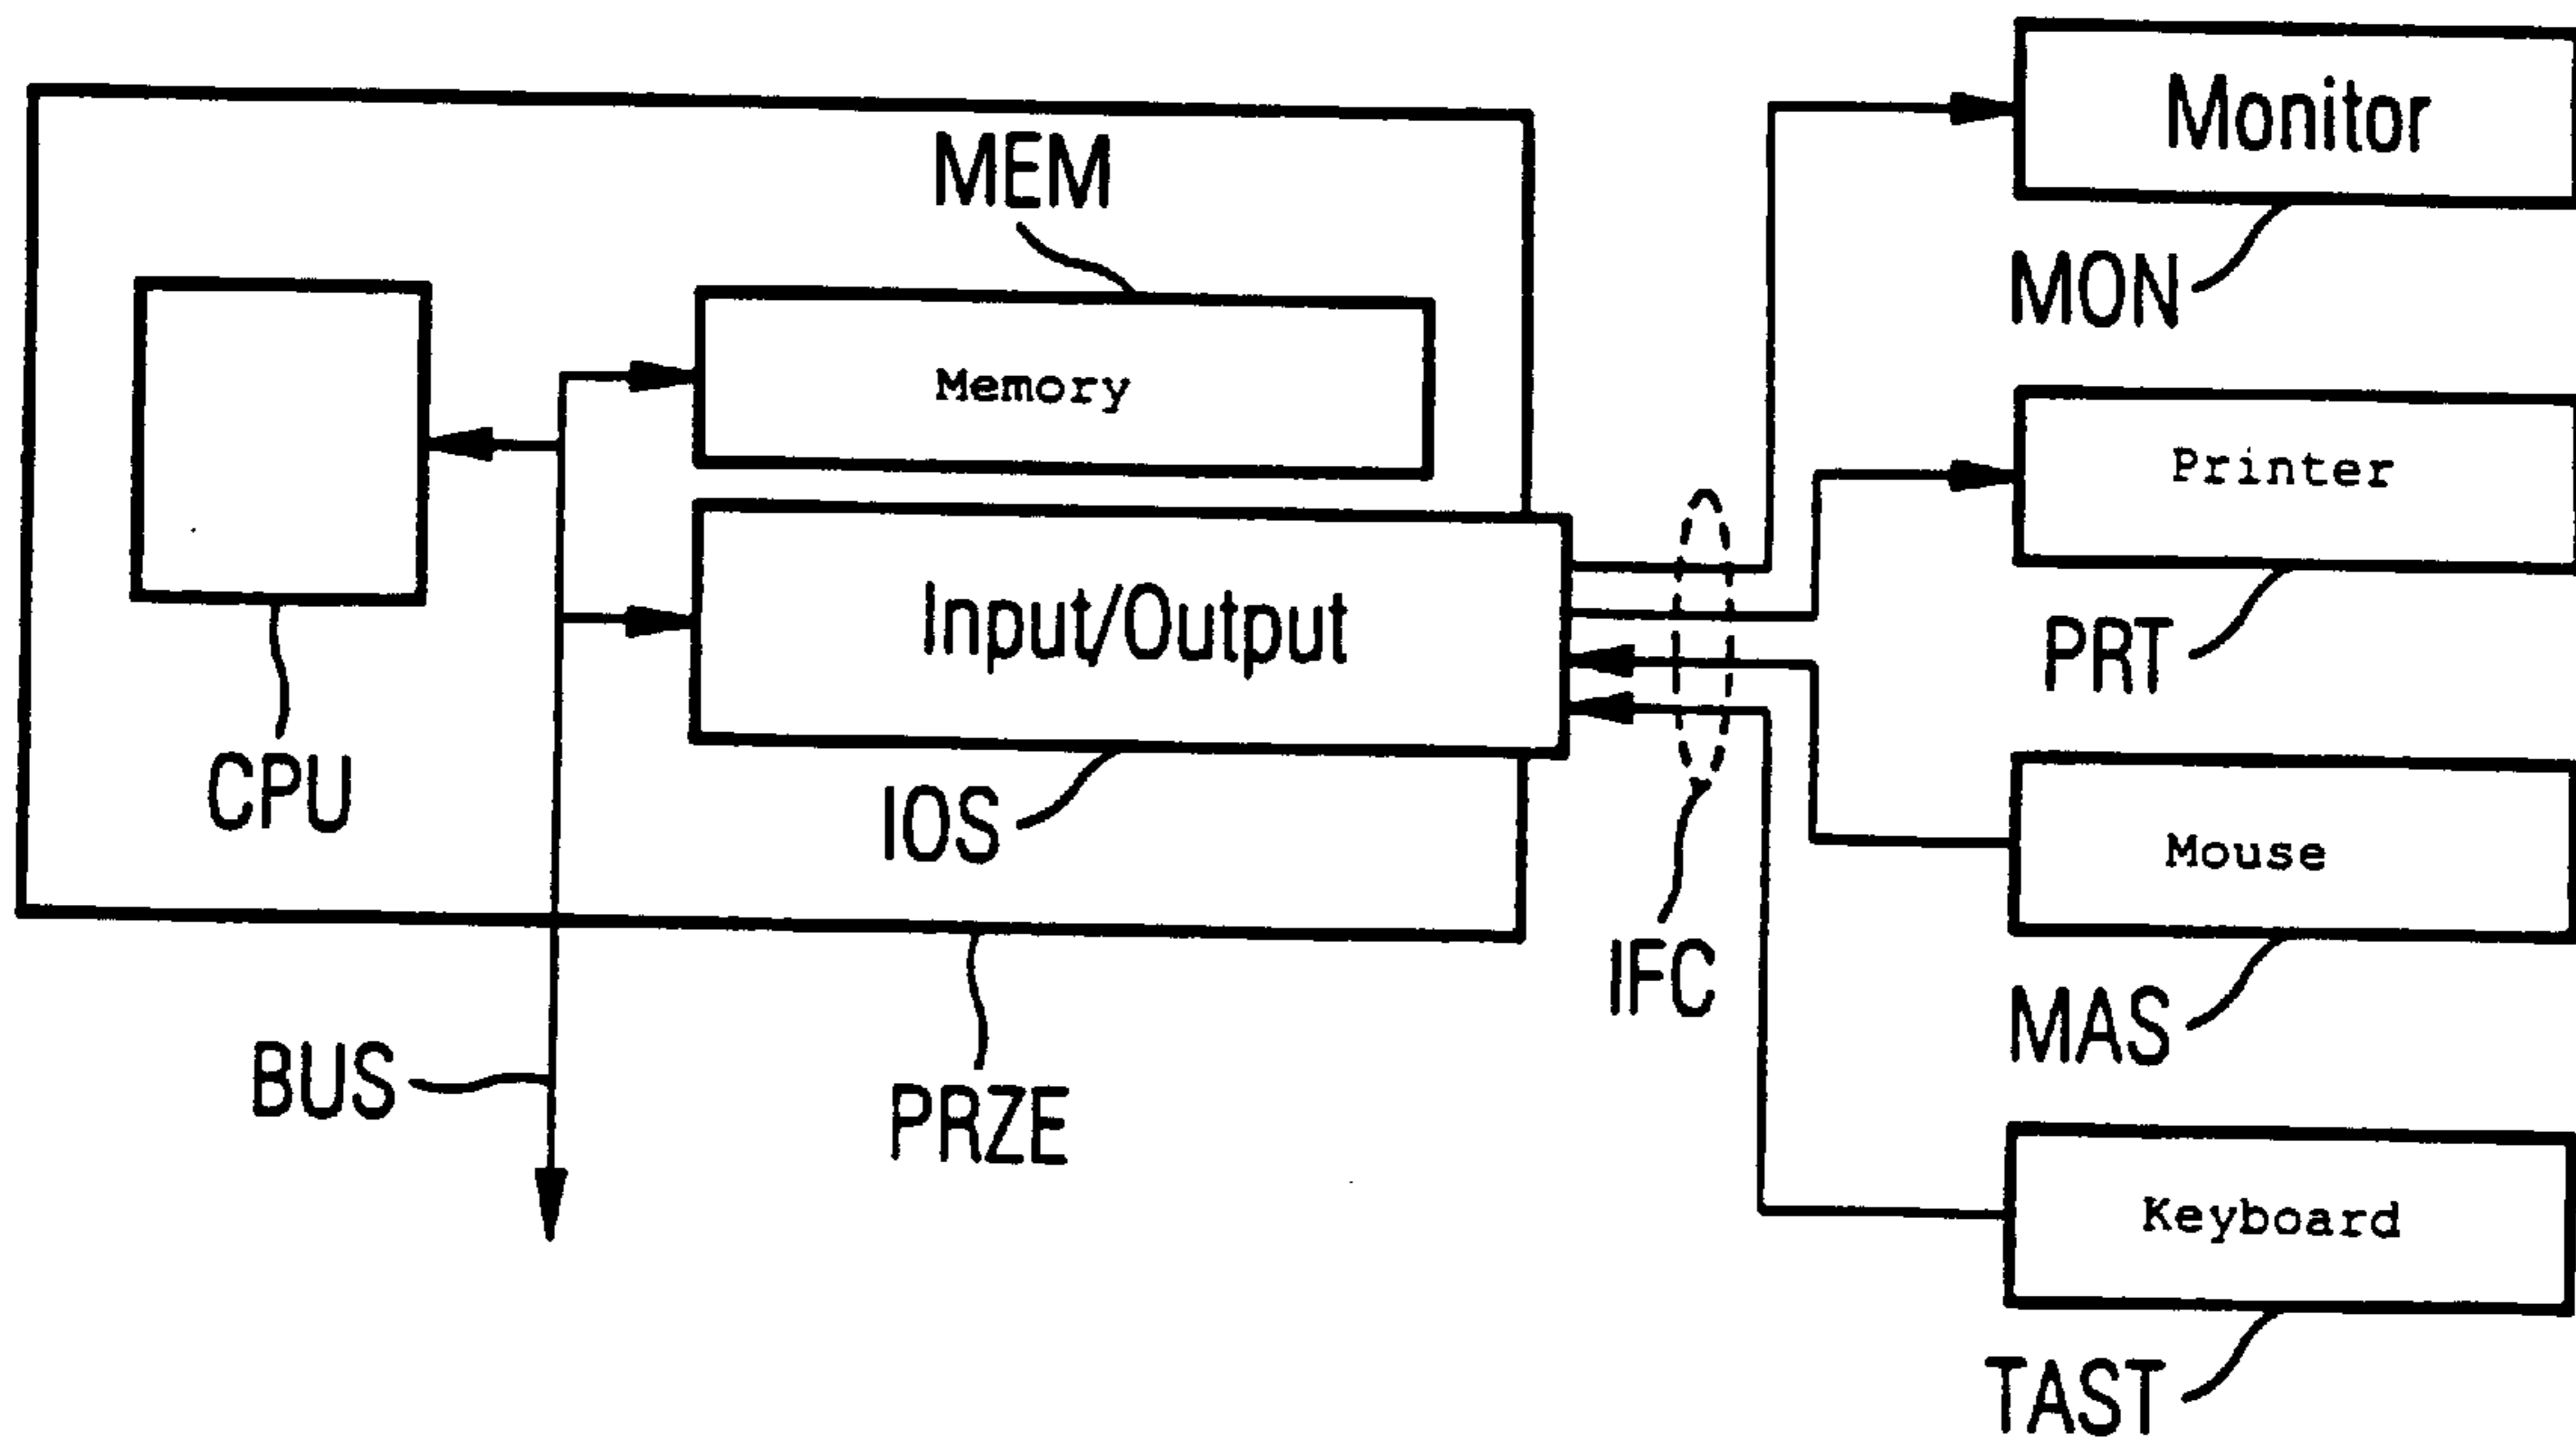 Monitor
MEM
MON
Memory
Printer
Input/Output
PRT
CPU
IOS
Mouse
IFC
MAS
BUS
PRZE
Keyboard
TAST